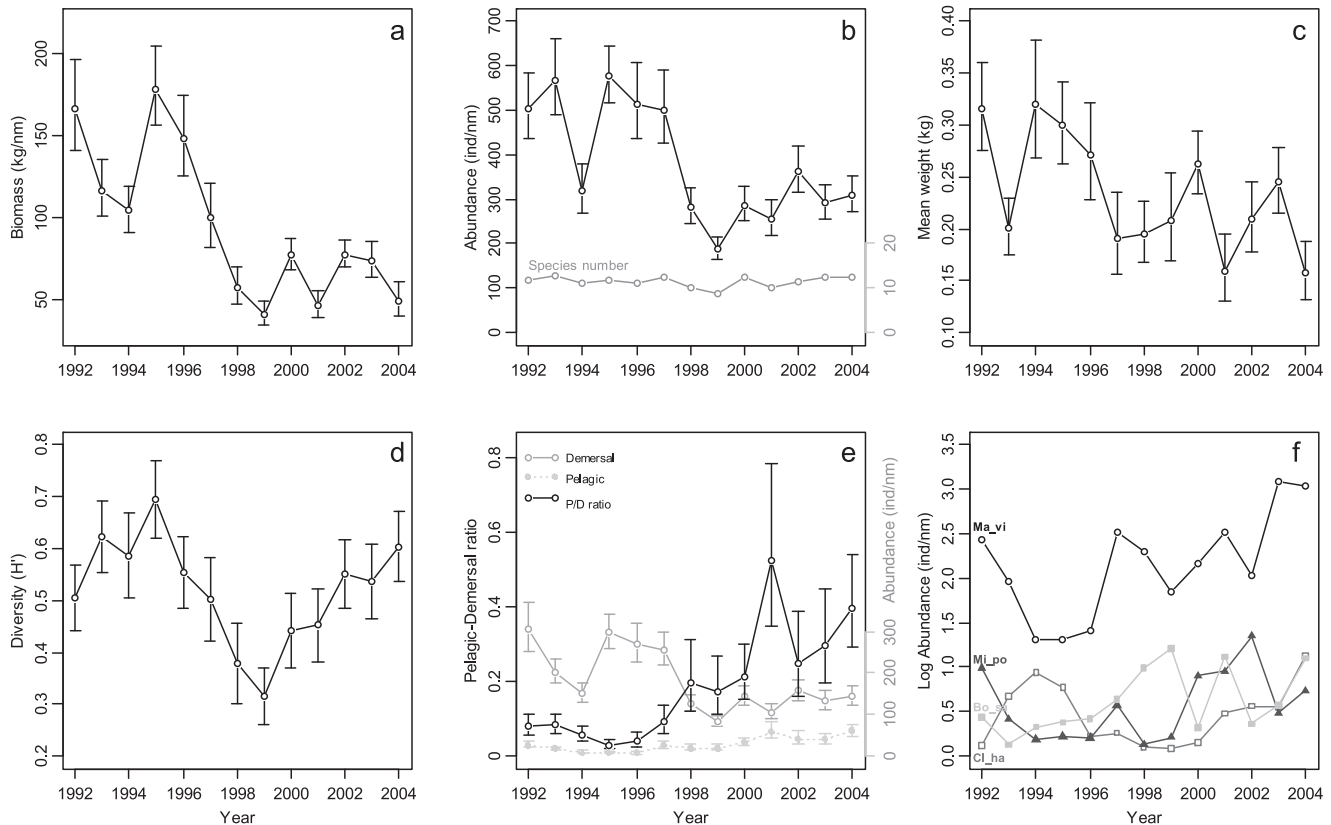 a
Biomass (kg/nm)
200
150
100
50
1992 1994 1996 1998 2000 2002 2004
b
Abundance (ind/nm)
700
600
500
400
300
200
100
0
Species number
20
10
0
1992 1994 1996 1998 2000 2002 2004
c
Mean weight (kg)
0.40
0.35
0.30
0.25
0.20
0.15
0.10
1992 1994 1996 1998 2000 2002 2004
d
Diversity (H')
0.8
0.7
0.6
0.5
0.4
0.3
0.2
1992 1994 1996 1998 2000 2002 2004
Year
e
Demersal
Pelagic
P/D ratio
Pelagic-Demersal ratio
0.8
0.6
0.4
0.2
0
Abundance (ind/nm)
300
200
100
0
1992 1994 1996 1998 2000 2002 2004
Year
f
Log Abundance (ind/nm)
3.5
3.0
2.5
2.0
1.5
1.0
0.5
0.0
Ma_vi
Mi_po
Cl_ha
1992 1994 1996 1998 2000 2002 2004
Year